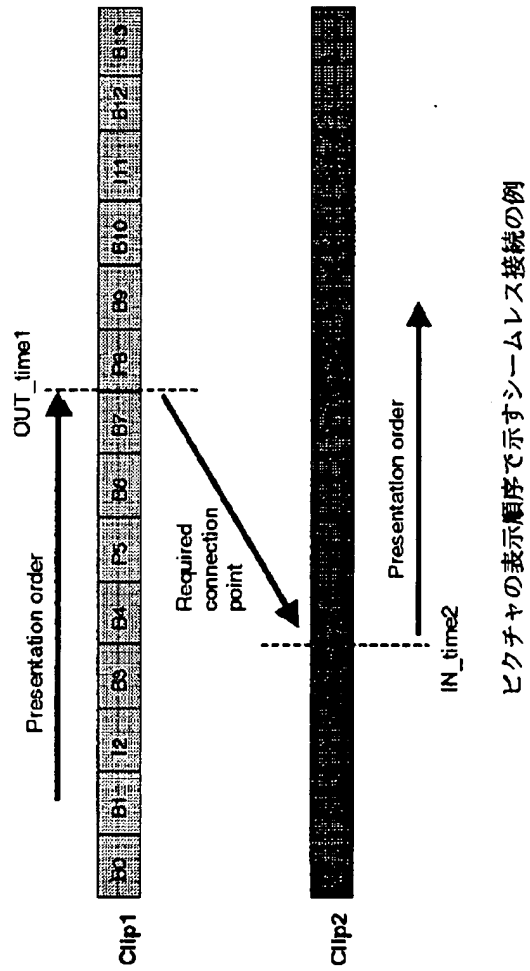 Presentation order
OUT_time1
Clip1
B0 B1 I2 B3 B4 P5 B6 B7 P8 B9 B10 I11 B12 B13
Required
connection
point
Clip2
IN_time2
Presentation order
ピクチャの表示順序で示すシームレス接続の例